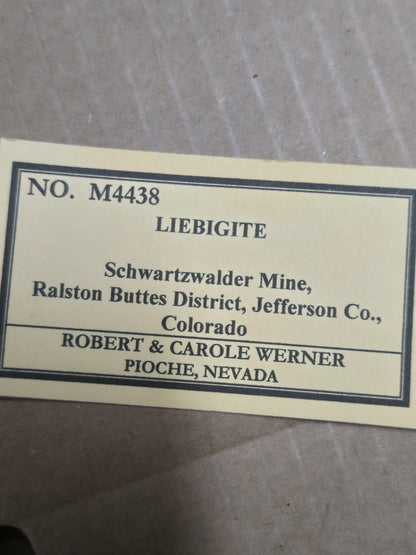 NO. M4438
LIEBIGITE
Schwartzwalder Mine,
Ralston Buttes District, Jefferson Co.,
Colorado
ROBERT & CAROLE WERNER
PIOCHE, NEVADA